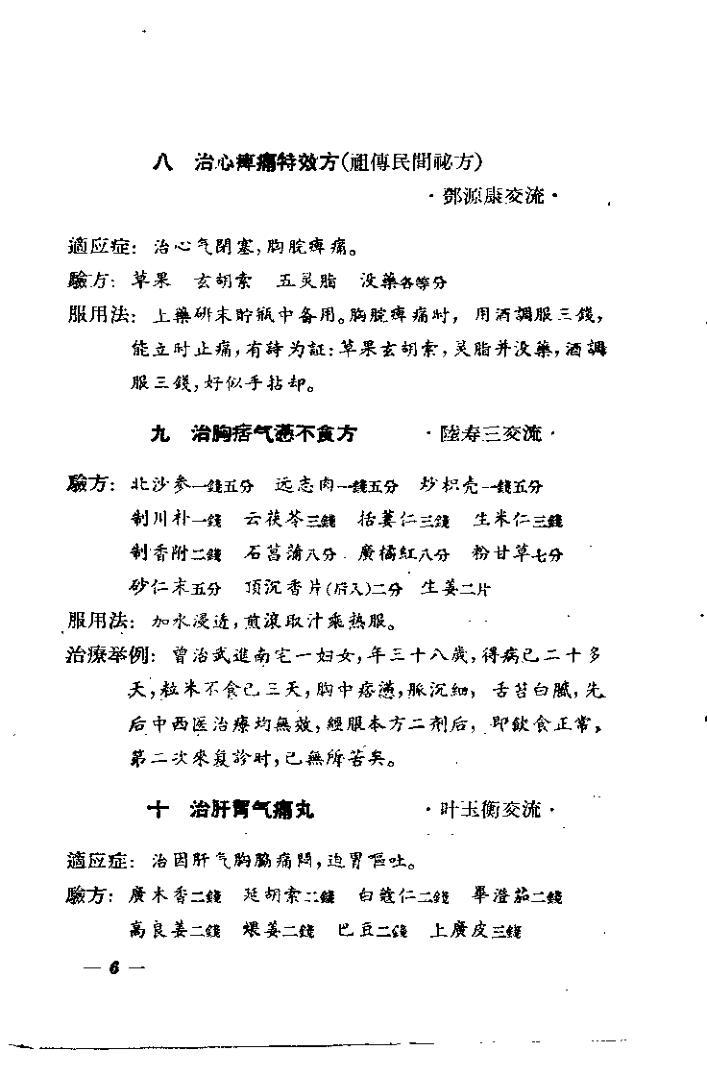 八　治心痺痛特效方(祖傳民間祕方)
·鄧源康交流·
適应症：治心气閉塞，胸脘痺痛。
驗方：草果　玄胡索　五灵脂　没藥各等分
服用法：上藥研末貯瓶中备用。胸脘痺痛时，用酒調服三錢，
能立时止痛，有詩为証：草果玄胡索，灵脂并没藥，酒調
服三錢，好似手拈却。
九　治胸痞气懑不食方　·陸寿三交流·
驗方：北沙参一錢五分　远志肉一錢五分　炒枳壳一錢五分
制川朴一錢　云茯苓三錢　括蔞仁三錢　生米仁三錢
制香附二錢　石菖蒲八分　廣橘紅八分　粉甘草七分
砂仁末五分　頂沉香片(后入)二分　生姜二片
服用法：加水浸透，煎滾取汁乘热服。
治療举例：曾治武進南宅一妇女，年三十八歲，得病已二十多
天，粒米不食已三天，胸中痞懑，脈沉細，舌苔白膩，先
后中西医治療均無效，經服本方二剂后，即飲食正常，
第二次來复診时，已無所苦矣。
十　治肝胃气痛丸　·叶玉衡交流·
適应症：治因肝气胸膈痛悶，迫胃嘔吐。
驗方：廣木香二錢　延胡索二錢　白蔻仁二錢　畢澄茄二錢
高良姜二錢　煨姜二錢　巴豆二錢　上廣皮三錢
— 6 —